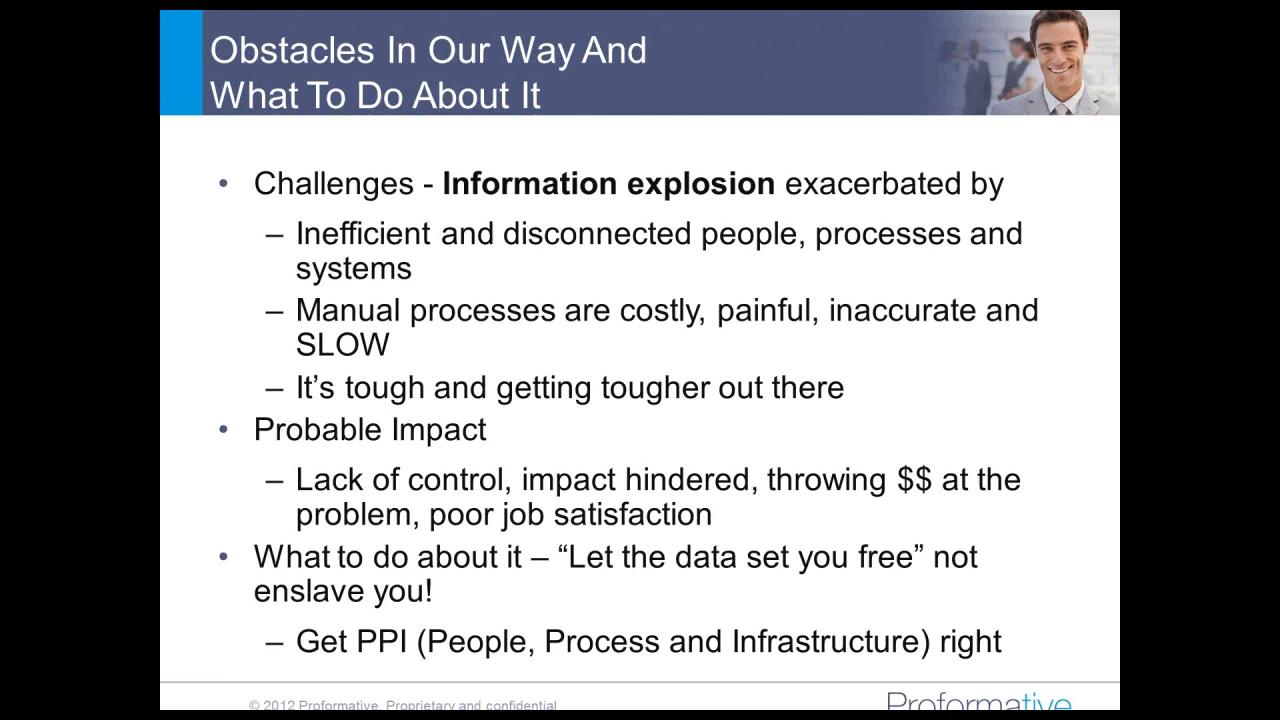 Obstacles In Our Way And
What To Do About It
• Challenges - Information explosion exacerbated by
– Inefficient and disconnected people, processes and
systems
– Manual processes are costly, painful, inaccurate and
SLOW
– It’s tough and getting tougher out there
• Probable Impact
– Lack of control, impact hindered, throwing $$ at the
problem, poor job satisfaction
• What to do about it – “Let the data set you free” not
enslave you!
– Get PPI (People, Process and Infrastructure) right
© 2012 Proformative. Proprietary and confidential
Proformative